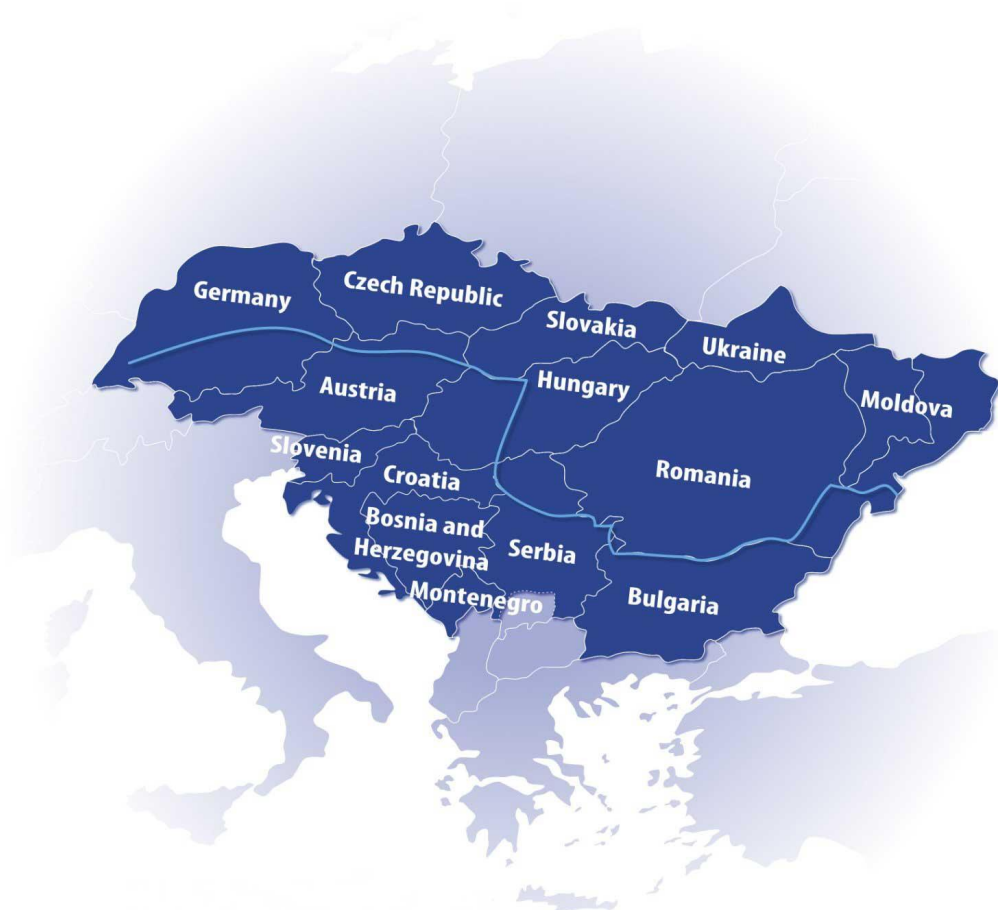 Germany
Czech Republic
Slovakia
Ukraine
Austria
Hungary
Moldova
Slovenia
Croatia
Romania
Bosnia and
Herzegovina
Serbia
Montenegro
Bulgaria